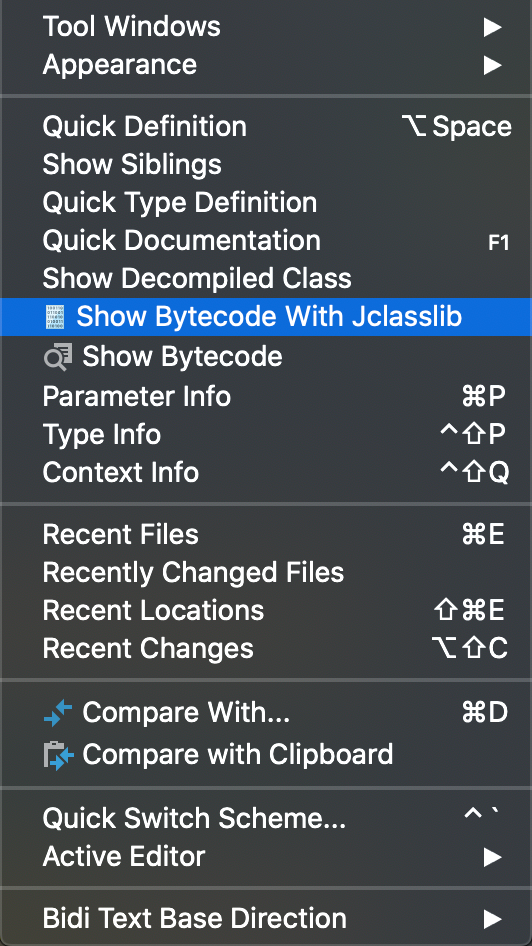 Tool Windows ▶
Appearance ▶
Quick Definition ⌥ Space
Show Siblings
Quick Type Definition
Quick Documentation F1
Show Decompiled Class
Show Bytecode With Jclasslib
Show Bytecode
Parameter Info ⌘P
Type Info ^⇧P
Context Info ^⇧Q
Recent Files ⌘E
Recently Changed Files
Recent Locations ⇧⌘E
Recent Changes ⌥⇧C
Compare With... ⌘D
Compare with Clipboard
Quick Switch Scheme... ^`
Active Editor ▶
Bidi Text Base Direction ▶